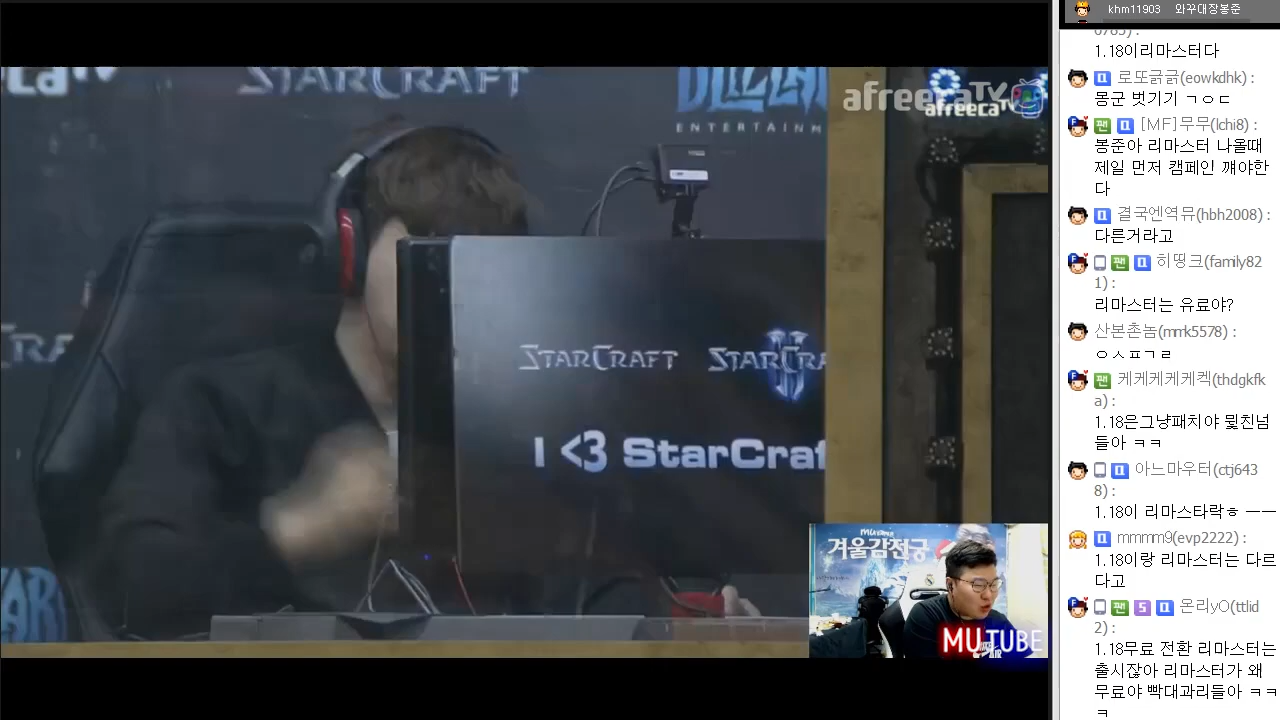 khm11903 와꾸대장봉준
1.18이리마스터다
로또긁긁(eowkdhk) :
몽군 벗기기 ㄱㅇㄷ
[MF]무무(lchi8) :
봉준아 리마스터 나올때
제일 먼저 캠페인 깨야한
다
결국엔역뮤(hbh2008) :
다른거라고
히띵크(family82
1) :
리마스터는 유료야?
산본촌놈(mrrk5578) :
ㅇㅅㅍㄱㄹ
케케케케케켁(thdgkfk
a) :
1.18은그냥패치야 및친넘
들아 ㅋㅋ
아느마우터(ctj643
8) :
1.18이 리마스타락ㅎ ㅡㅡ
mmmm9(evp2222) :
1.18이랑 리마스터는 다르
다고
온리yO(ttlid
2) :
1.18무료 전환 리마스터는
출시잖아 리마스터가 왜
무료야 빡대과리들아 ㅋㅋ
ㅋ
STARCRAFT
ENTERTAINM
afreecaTV
afreecaTV
STARCRAFT STARCRA
II
I <3 StarCraf
겨울감전궁
MUTUBE